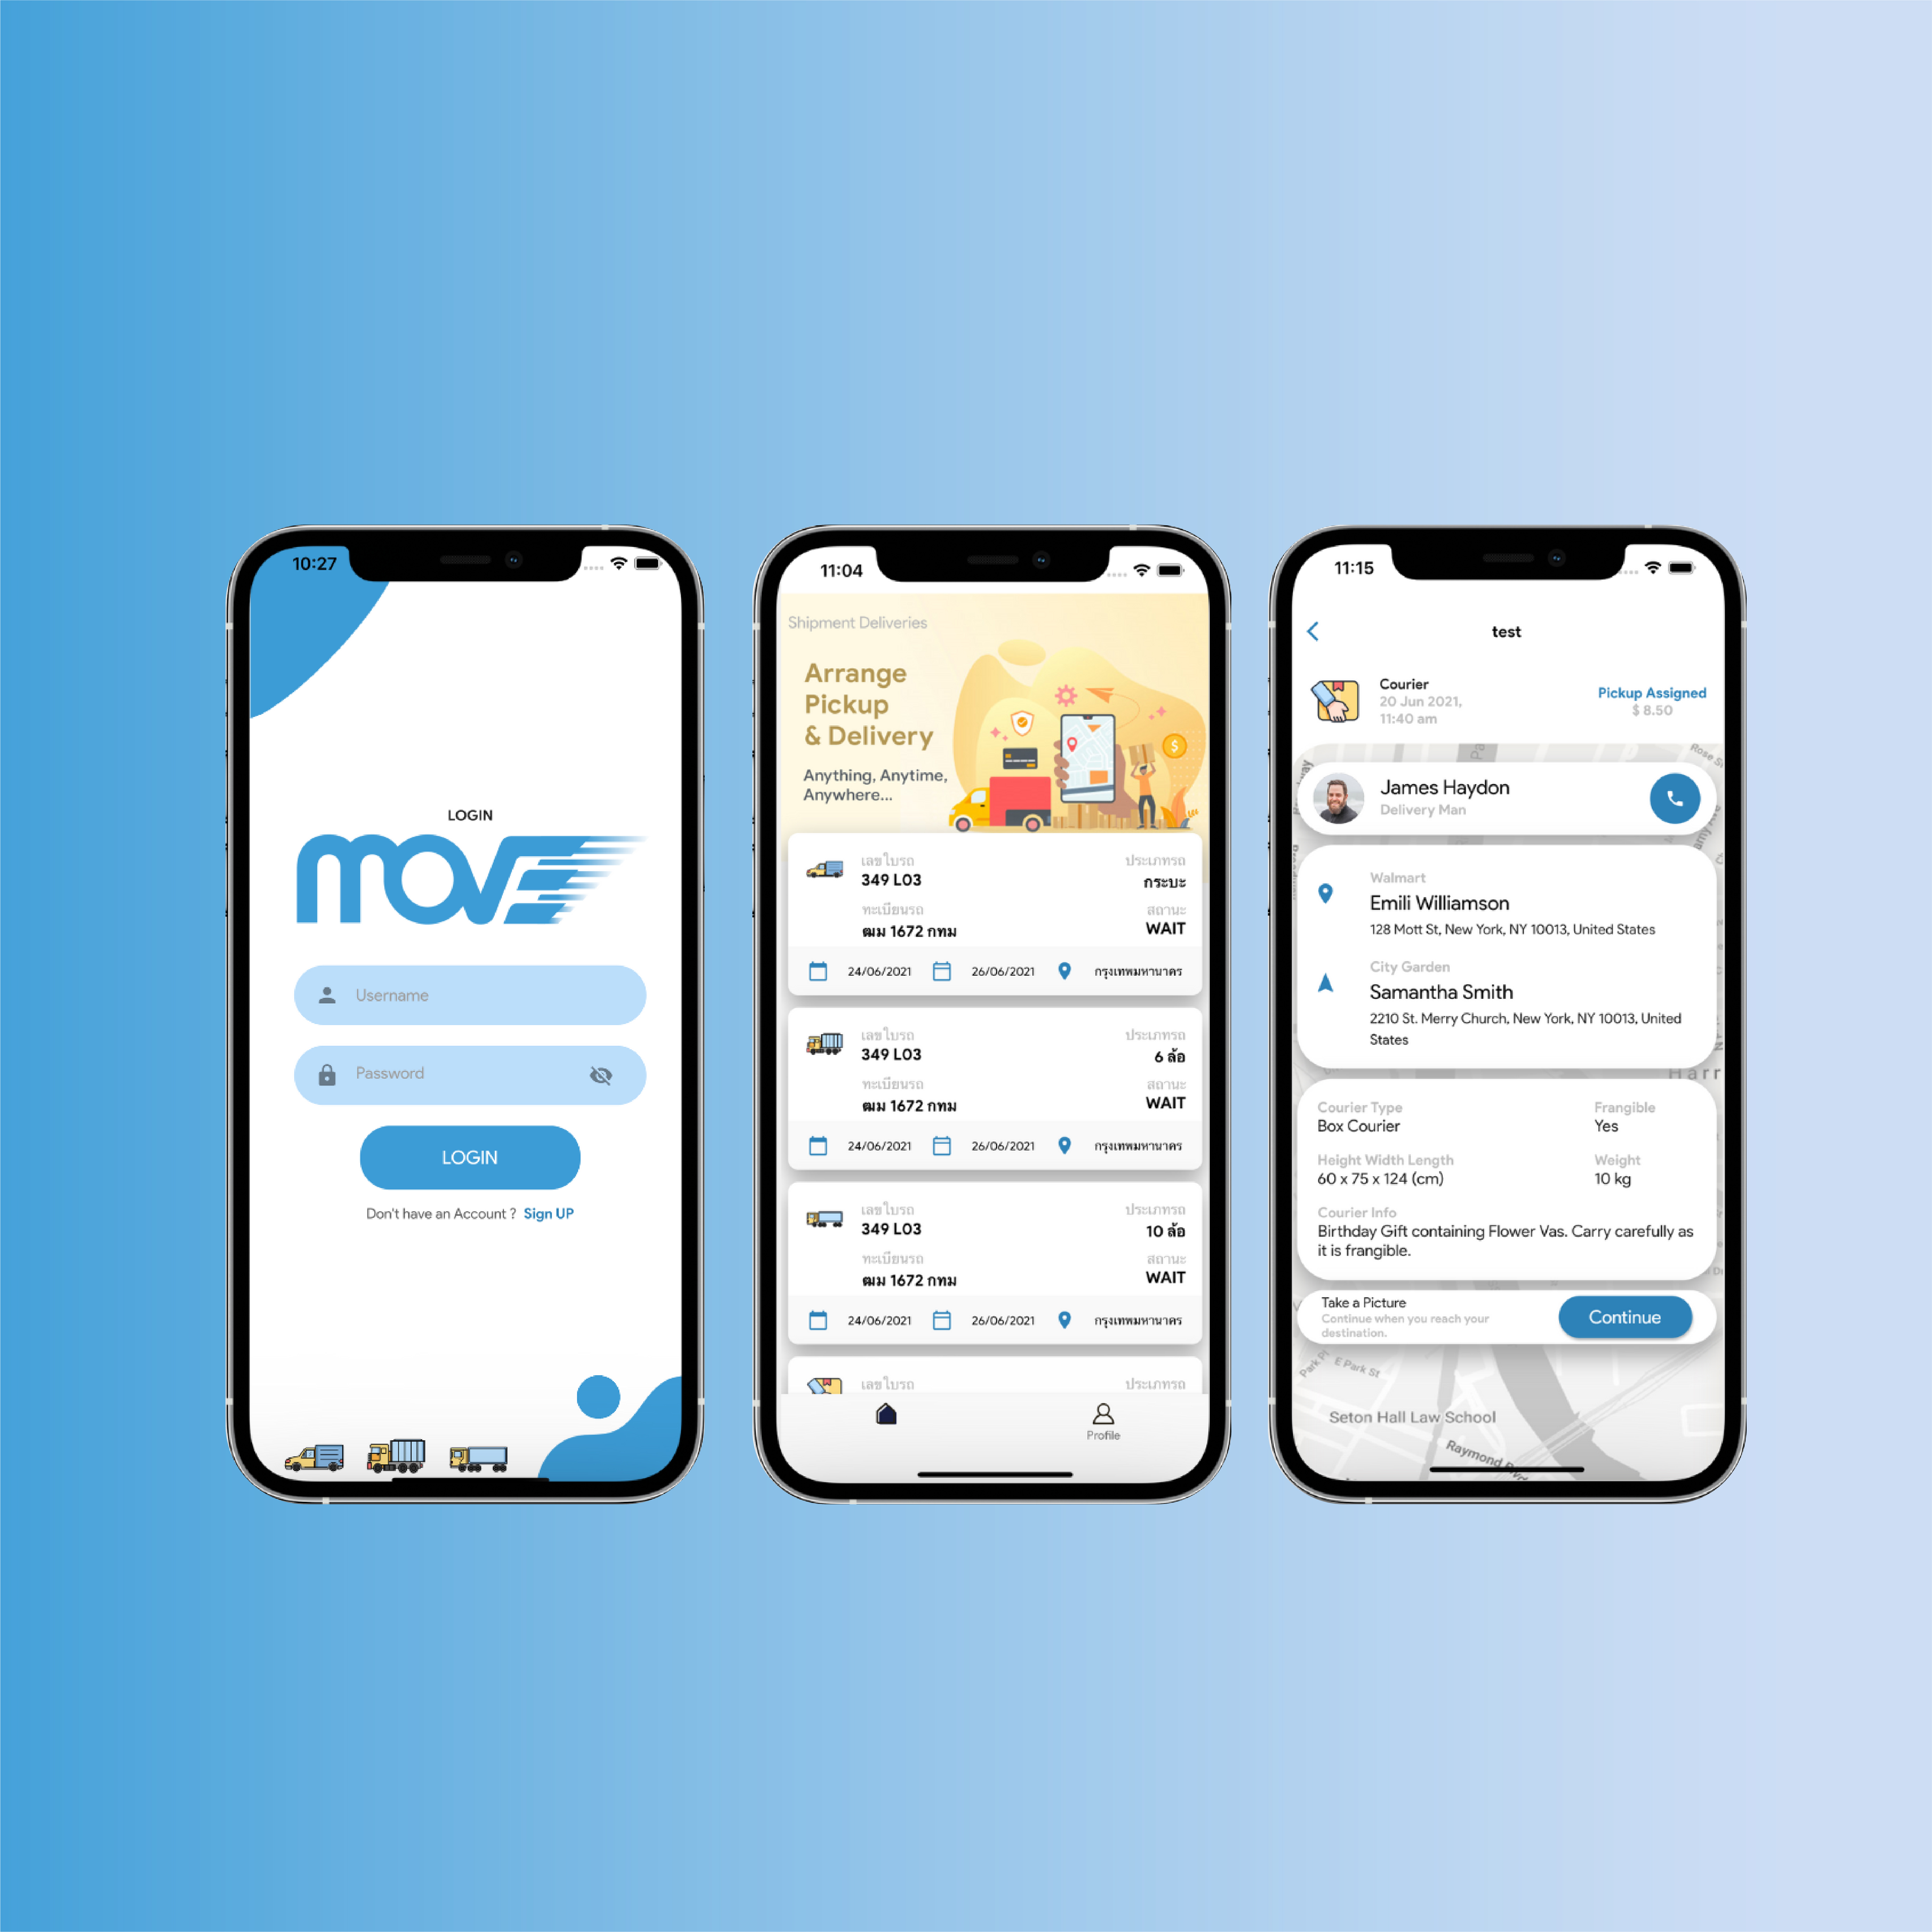 10:27
LOGIN
MOVE
Username
Password
LOGIN
Don't have an Account ? Sign UP
11:04
Shipment Deliveries
Arrange
Pickup
& Delivery
Anything, Anytime,
Anywhere...
เลขใบรถ ประเภทรถ
349 L03 กระบะ
ทะเบียนรถ สถานะ
ฒม 1672 กทม WAIT
24/06/2021 26/06/2021 กรุงเทพมหานาคร
เลขใบรถ ประเภทรถ
349 L03 6 ล้อ
ทะเบียนรถ สถานะ
ฒม 1672 กทม WAIT
24/06/2021 26/06/2021 กรุงเทพมหานาคร
เลขใบรถ ประเภทรถ
349 L03 10 ล้อ
ทะเบียนรถ สถานะ
ฒม 1672 กทม WAIT
24/06/2021 26/06/2021 กรุงเทพมหานาคร
เลขใบรถ ประเภทรถ
Profile
11:15
test
Courier
20 Jun 2021,
11:40 am
Pickup Assigned
$ 8.50
James Haydon
Delivery Man
Walmart
Emili Williamson
128 Mott St, New York, NY 10013, United States
City Garden
Samantha Smith
2210 St. Merry Church, New York, NY 10013, United
States
Harr
Courier Type Frangible
Box Courier Yes
Height Width Length Weight
60 x 75 x 124 (cm) 10 kg
Courier Info
Birthday Gift containing Flower Vas. Carry carefully as
it is frangible.
Take a Picture
Continue when you reach your
destination.
Continue
Park Pl
E Park St
Seton Hall Law School
Raymond Blvd